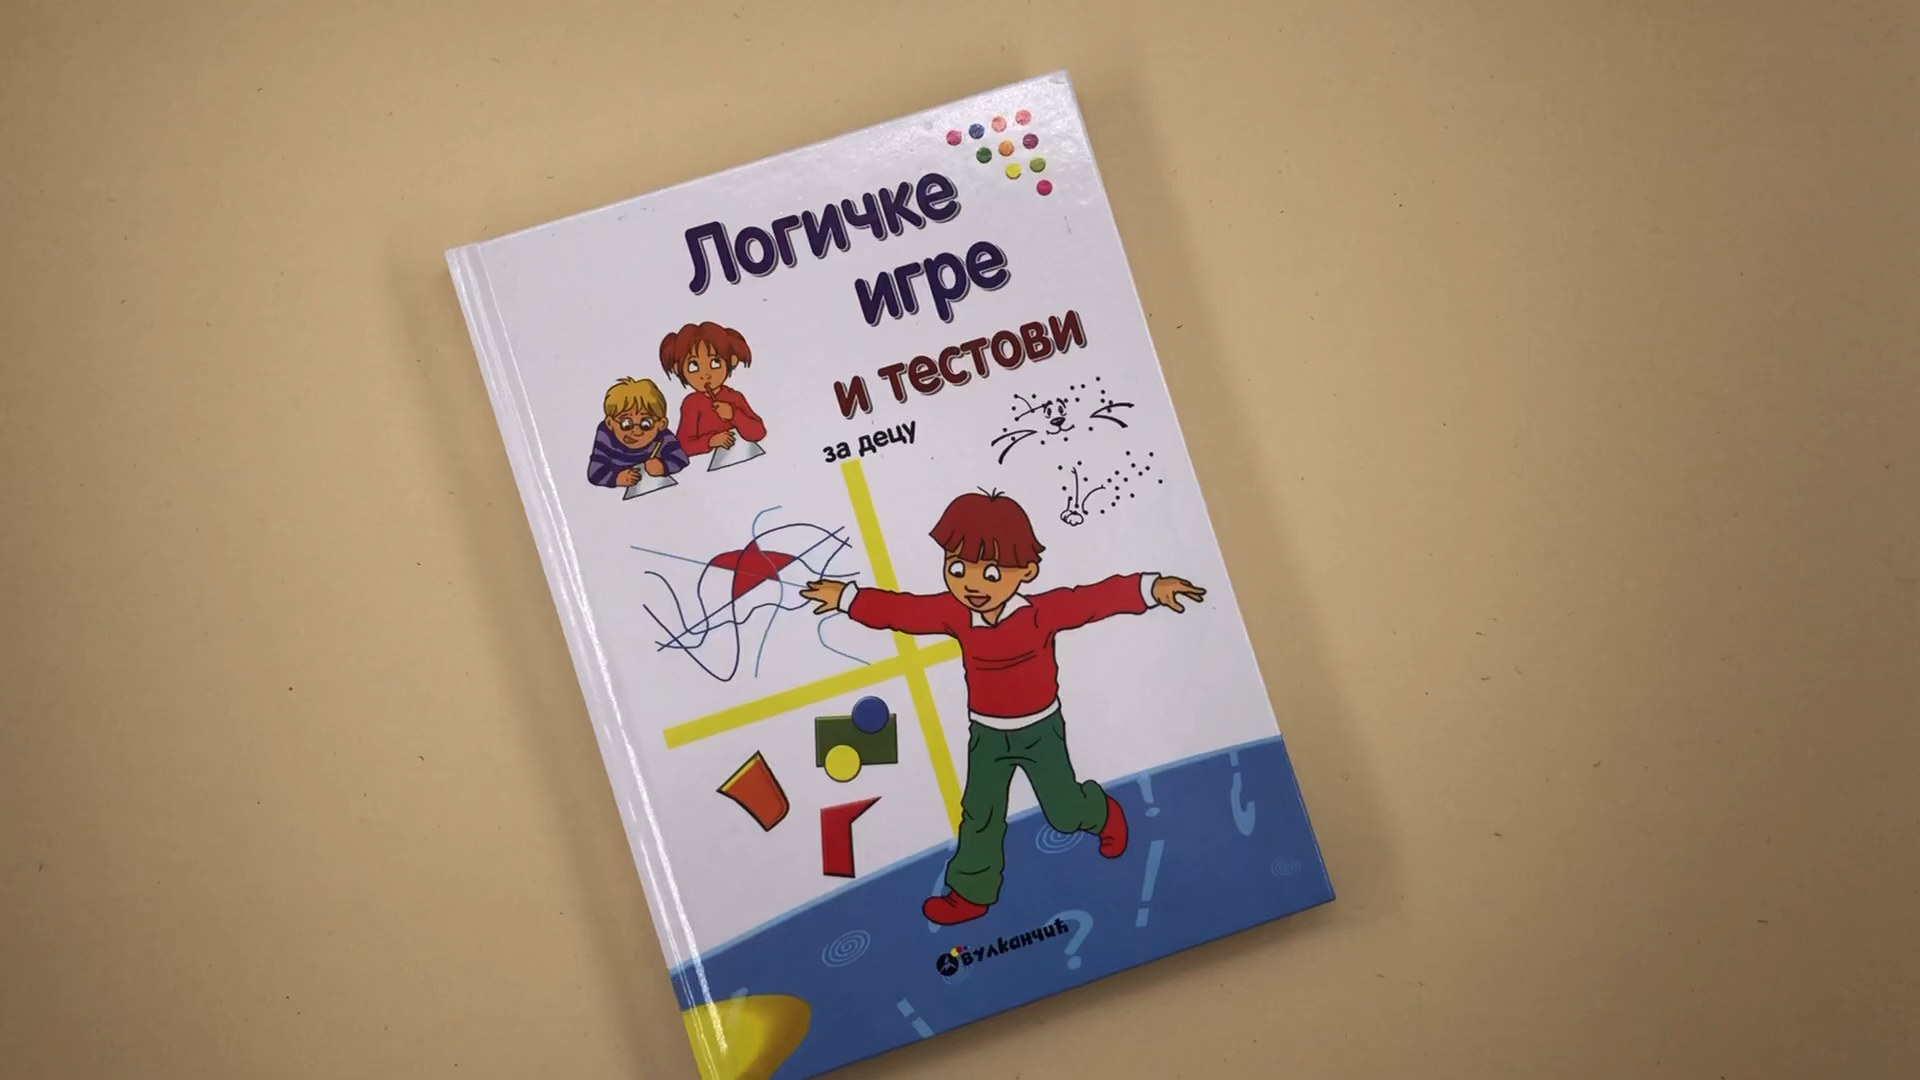 Логичке
игре
и тестови
за децу
Вулканчић